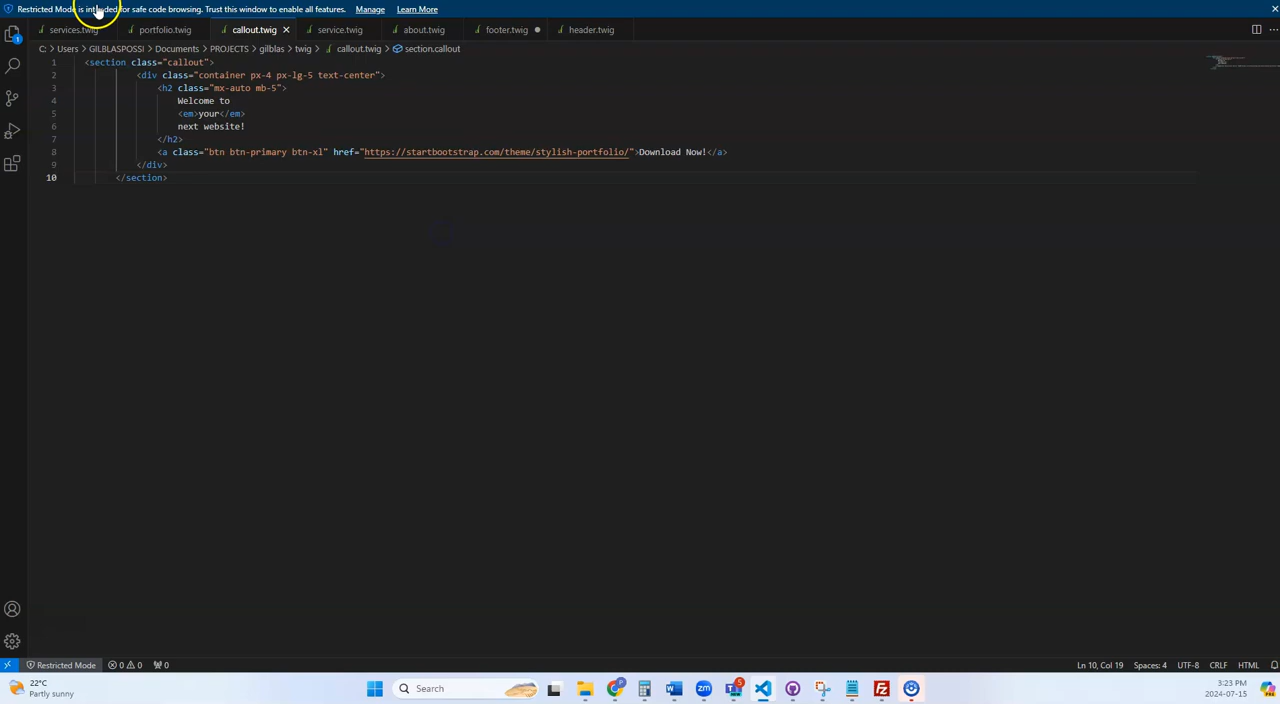 Restricted Mode is intended for safe code browsing. Trust this window to enable all features. Manage Learn More
services.twig portfolio.twig callout.twig service.twig about.twig footer.twig header.twig
C: > Users > GILBLASPOSSI > Documents > PROJECTS > gilblas > twig > callout.twig > section.callout
1 <section class="callout">
2 <div class="container px-4 px-lg-5 text-center">
3 <h2 class="mx-auto mb-5">
4 Welcome to
5 <em>your</em>
6 next website!
7 </h2>
8 <a class="btn btn-primary btn-xl" href="https://startbootstrap.com/theme/stylish-portfolio/">Download Now!</a>
9 </div>
10 </section>
Restricted Mode 0 0 0 Ln 10, Col 19 Spaces: 4 UTF-8 CRLF HTML
22°C
Partly sunny
Search
5
3:23 PM
2024-07-15